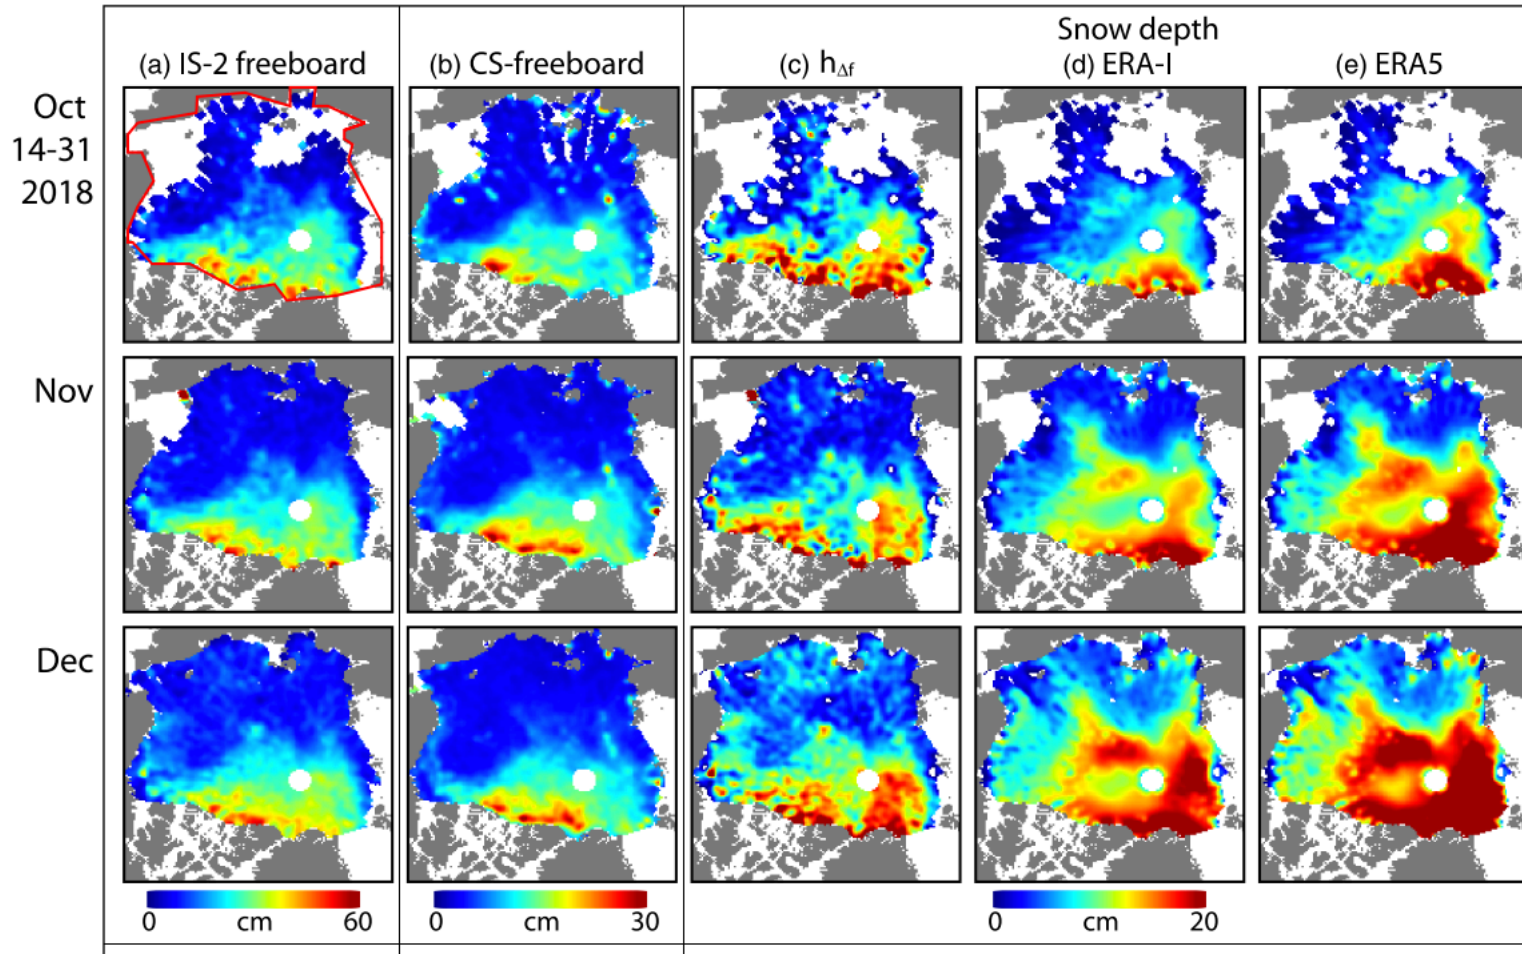 Snow depth
(a) IS-2 freeboard
(b) CS-freeboard
(c) hΔf
(d) ERA-I
(e) ERA5
Oct
14-31
2018
Nov
Dec
0 cm 60
0 cm 30
0 cm 20